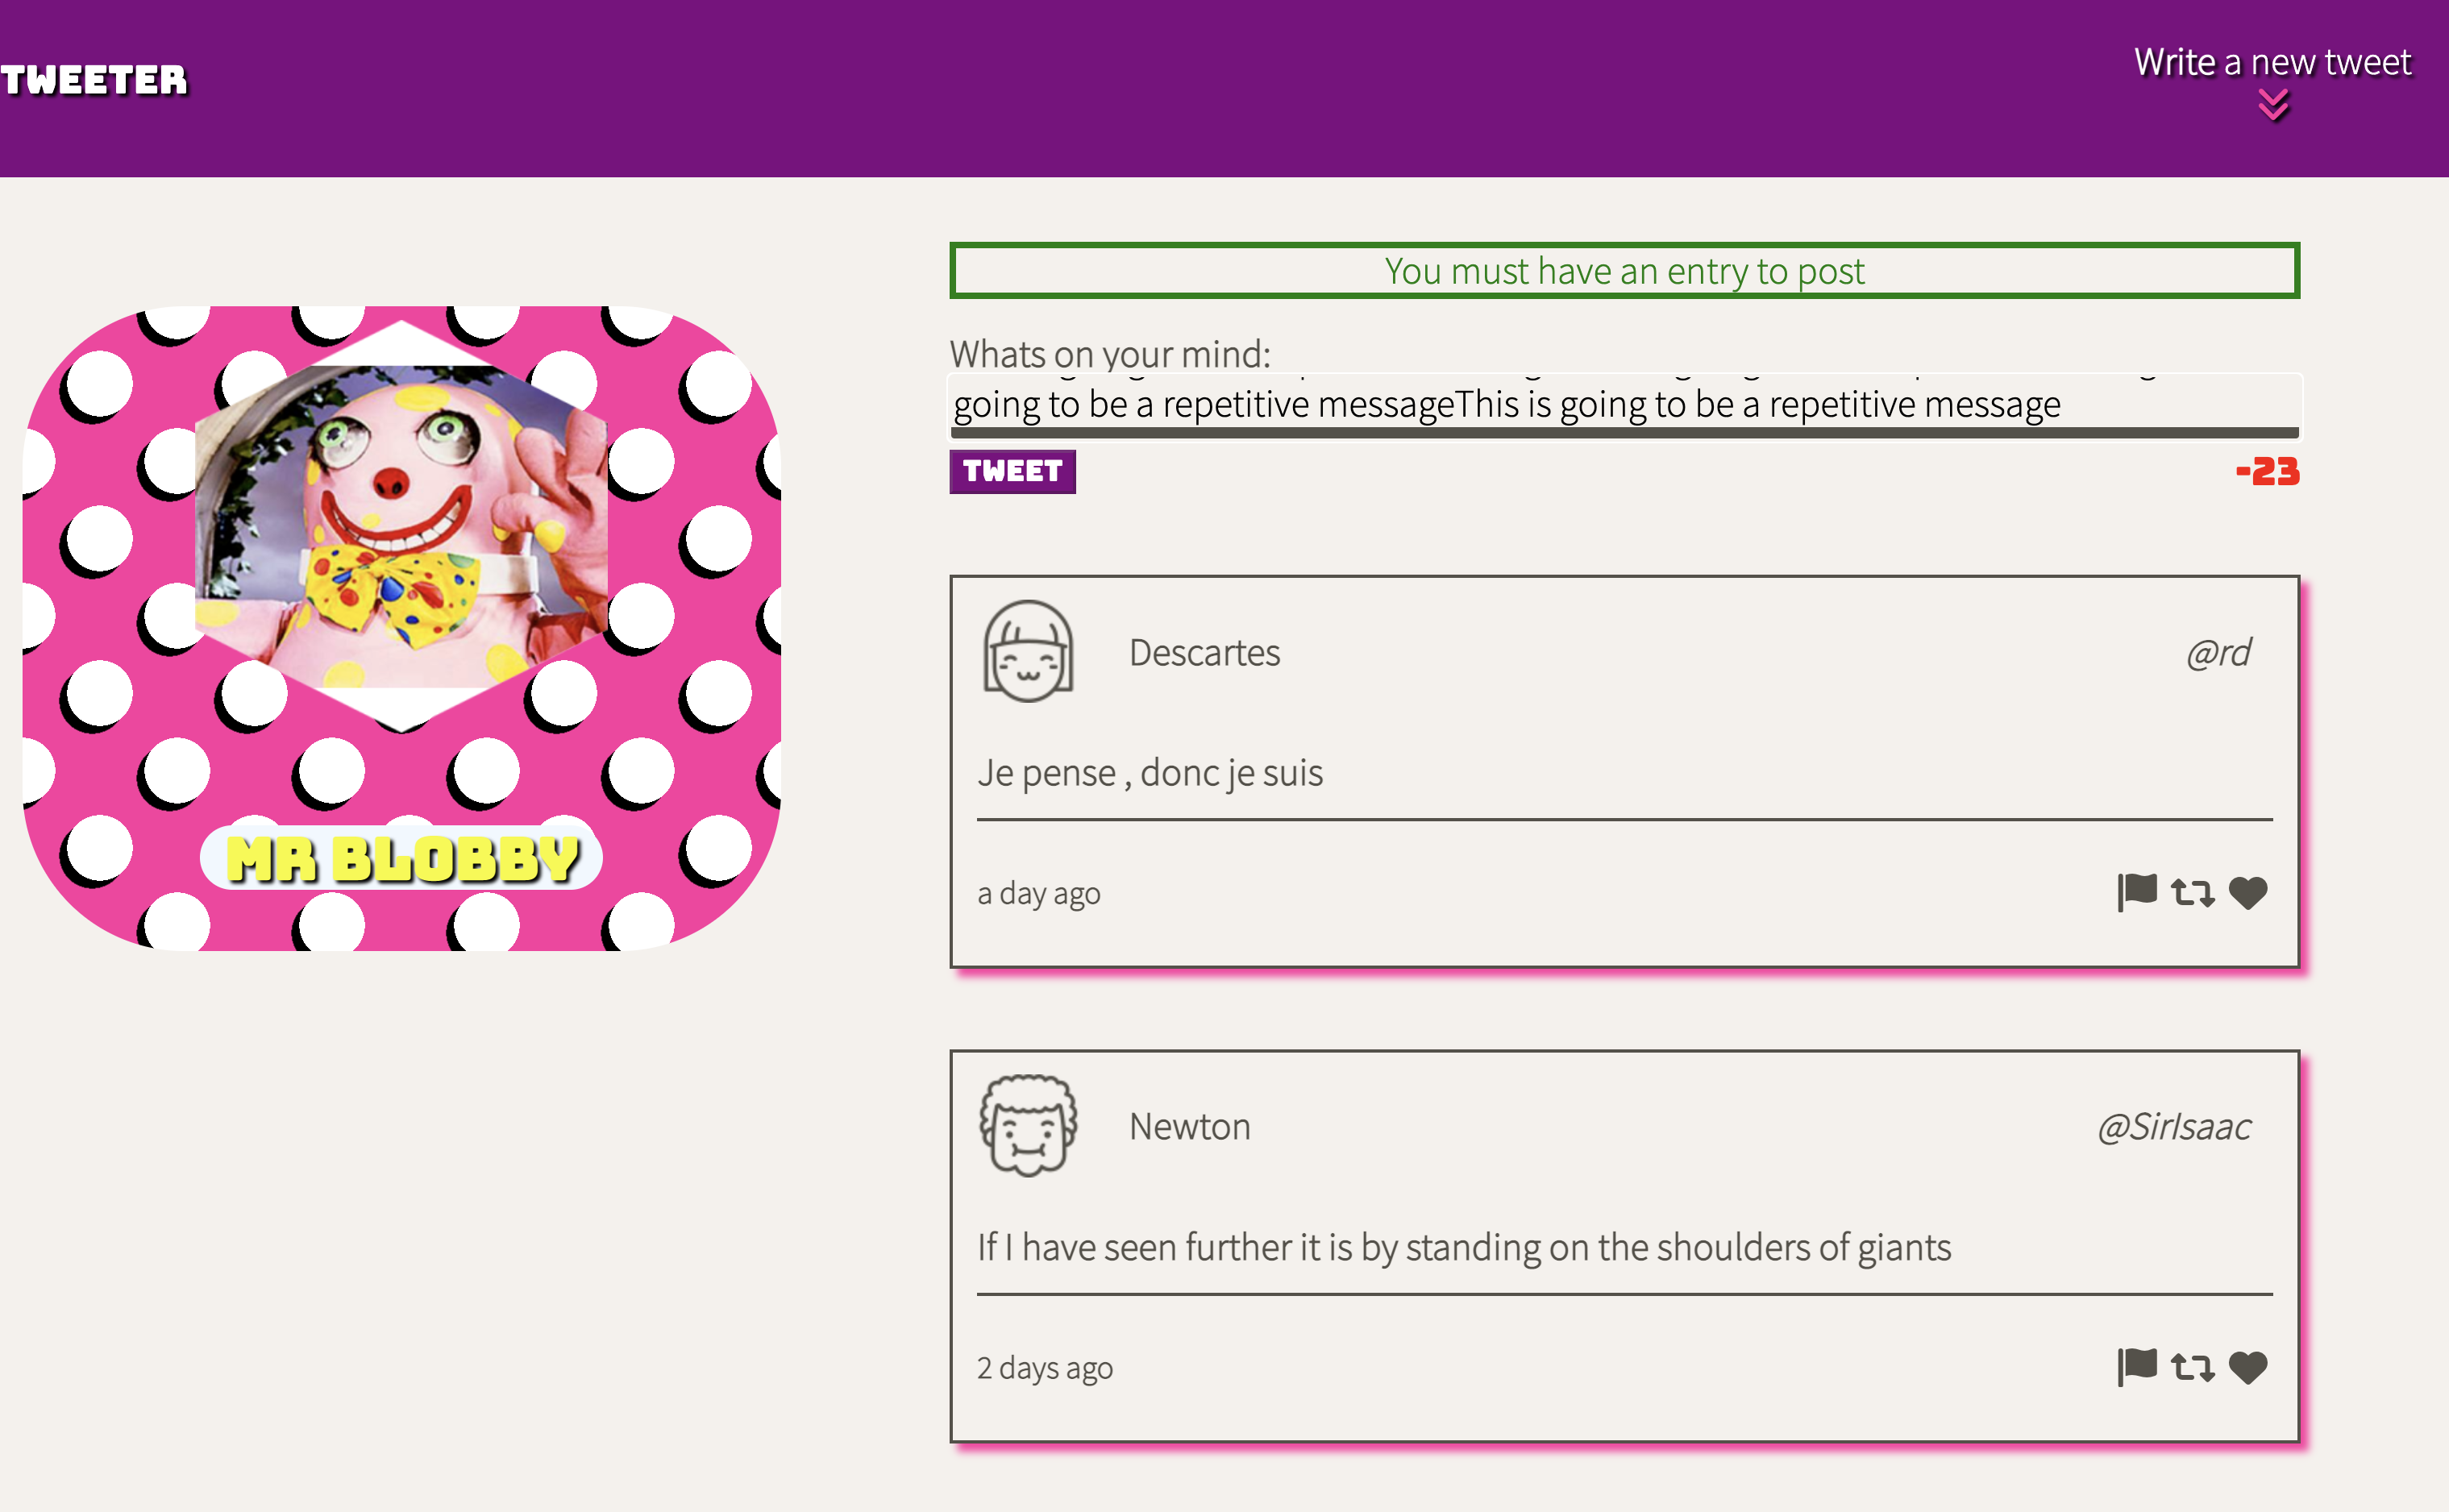 TWEETER
Write a new tweet
You must have an entry to post
Whats on your mind:
going to be a repetitive messageThis is going to be a repetitive message
TWEET
-23
MR BLOBBY
Descartes
@rd
Je pense , donc je suis
a day ago
Newton
@SirIsaac
If I have seen further it is by standing on the shoulders of giants
2 days ago